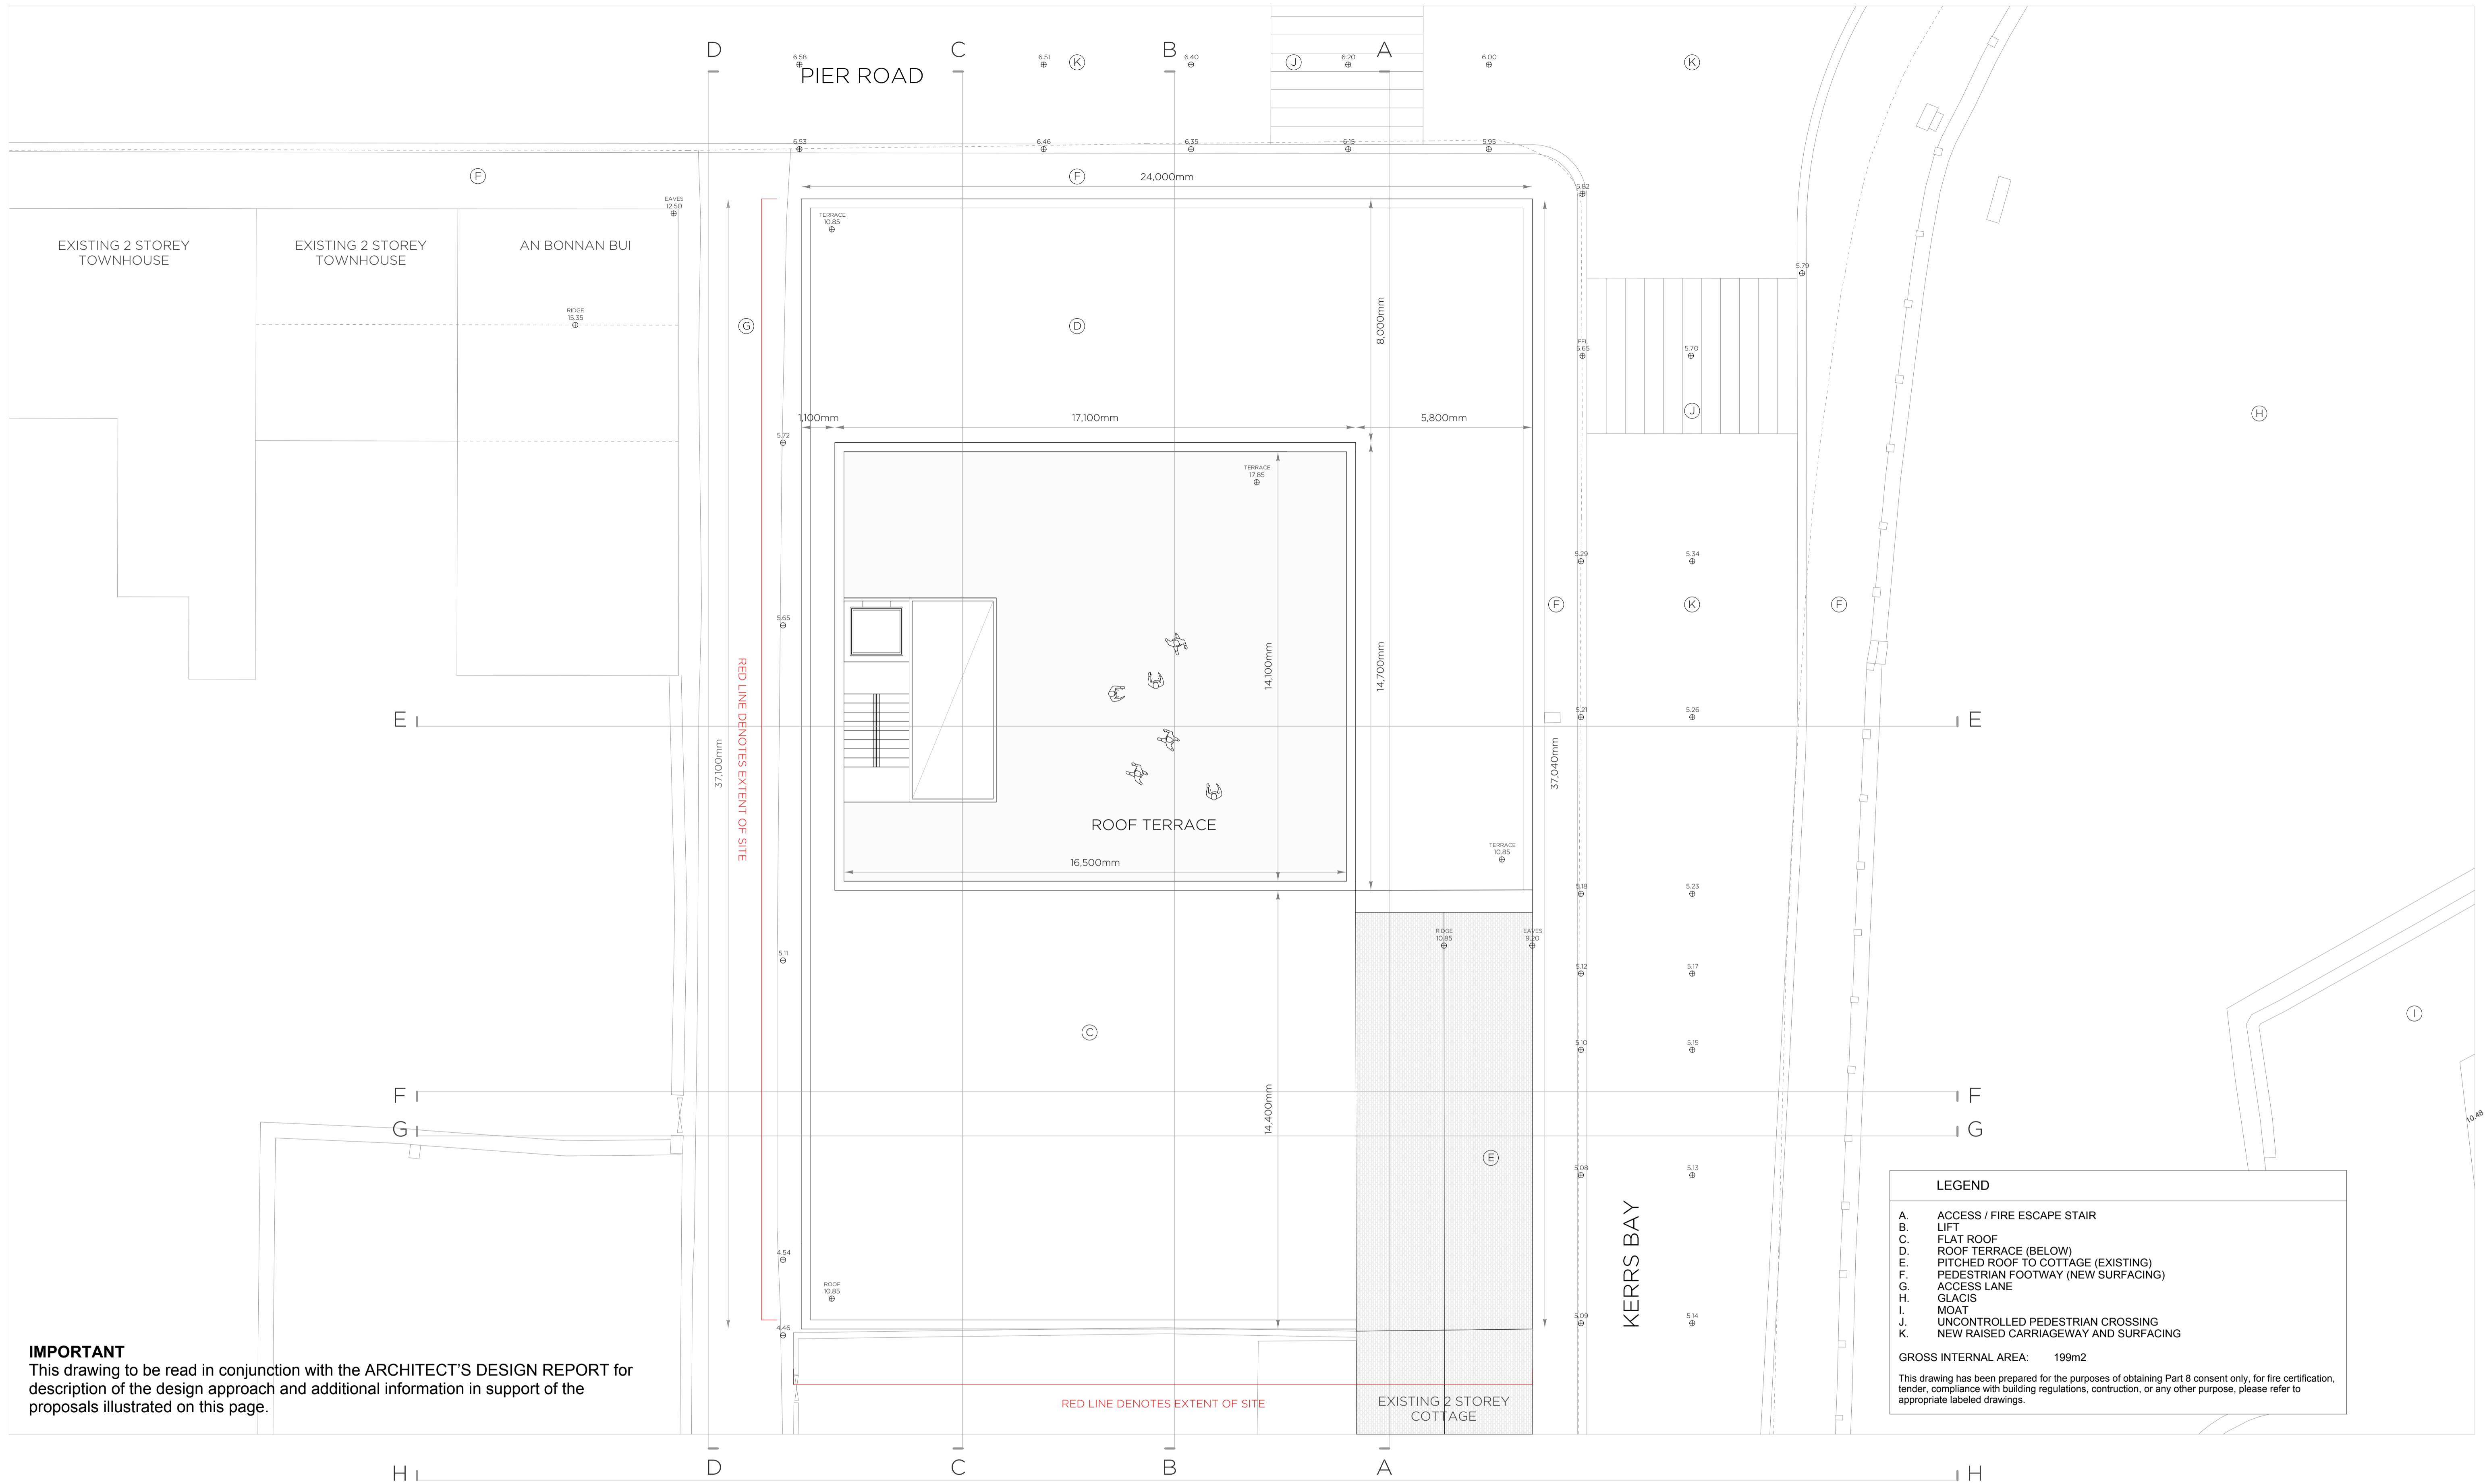 D
C
B
A
PIER ROAD
6.58
6.51
K
6.40
J
6.20
6.00
K
6.53
6.46
6.35
6.15
5.95
F
F
24,000mm
5.82
EAVES
12.50
TERRACE
10.85
EXISTING 2 STOREY
TOWNHOUSE
EXISTING 2 STOREY
TOWNHOUSE
AN BONNAN BUI
5.79
RIDGE
15.35
G
D
8,000mm
FFL
5.65
5.70
J
H
1,100mm
17,100mm
5,800mm
5.72
TERRACE
17.85
5.29
5.34
F
K
F
5.65
RED LINE DENOTES EXTENT OF SITE
14,100mm
14,700mm
E
5.21
5.26
E
37,100mm
37,040mm
ROOF TERRACE
TERRACE
10.85
16,500mm
5.18
5.23
RIDGE
10.85
EAVES
9.20
5.11
5.12
5.17
C
I
5.10
5.15
F
F
14,400mm
10.48
G
G
E
5.08
5.13
KERRS BAY
4.54
ROOF
10.85
5.09
5.14
4.46
LEGEND
A. ACCESS / FIRE ESCAPE STAIR
B. LIFT
C. FLAT ROOF
D. ROOF TERRACE (BELOW)
E. PITCHED ROOF TO COTTAGE (EXISTING)
F. PEDESTRIAN FOOTWAY (NEW SURFACING)
G. ACCESS LANE
H. GLACIS
I. MOAT
J. UNCONTROLLED PEDESTRIAN CROSSING
K. NEW RAISED CARRIAGEWAY AND SURFACING
GROSS INTERNAL AREA: 199m2
This drawing has been prepared for the purposes of obtaining Part 8 consent only, for fire certification,
tender, compliance with building regulations, contruction, or any other purpose, please refer to
appropriate labeled drawings.
IMPORTANT
This drawing to be read in conjunction with the ARCHITECT'S DESIGN REPORT for
description of the design approach and additional information in support of the
proposals illustrated on this page.
RED LINE DENOTES EXTENT OF SITE
EXISTING 2 STOREY
COTTAGE
D
C
B
A
H
H